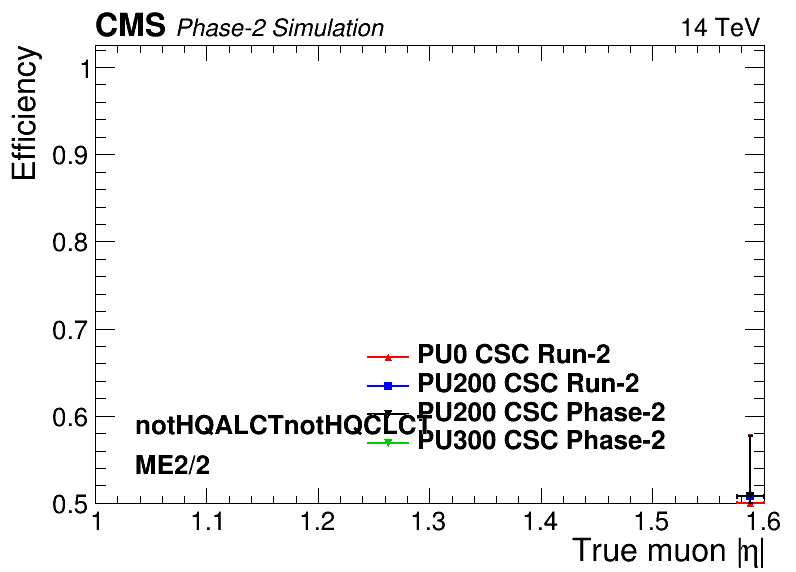 CMS Phase-2 Simulation 14 TeV
Efficiency
1
0.9
0.8
0.7
0.6
0.5
PU0 CSC Run-2
PU200 CSC Run-2
PU200 CSC Phase-2
PU300 CSC Phase-2
notHQALCTnotHQCLCT
ME2/2
1 1.1 1.2 1.3 1.4 1.5 1.6
True muon |η|